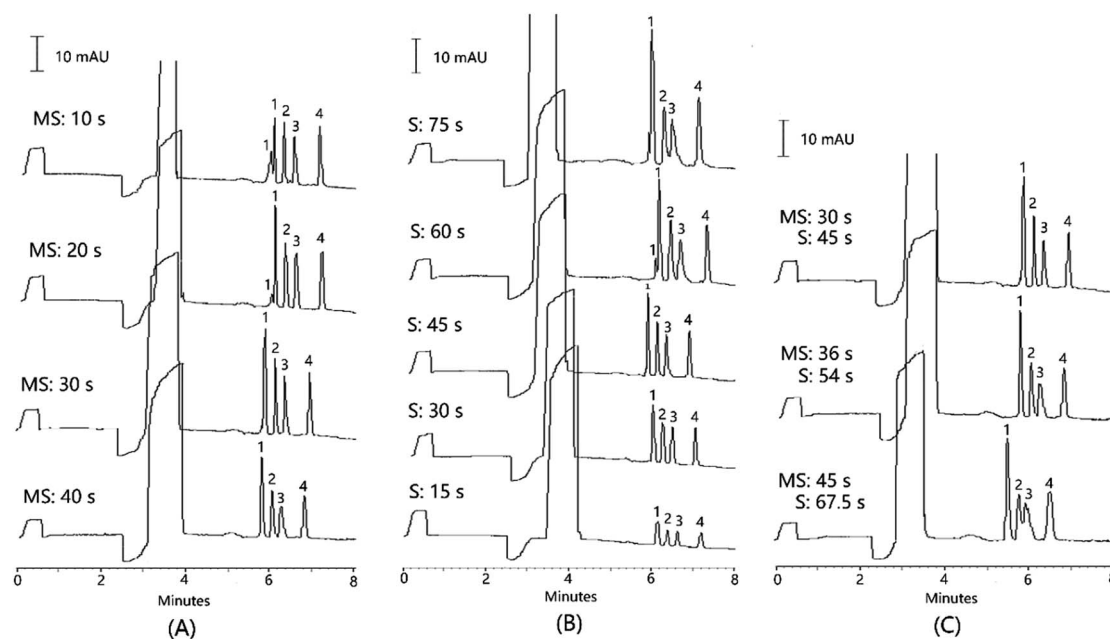 10 mAU
MS: 10 s
1 1 2 3 4
MS: 20 s
1 1 2 3 4
MS: 30 s
1 2 3 4
MS: 40 s
1 2 3 4
0 2 4 6 8
Minutes
(A)
10 mAU
S: 75 s
1 2 3 4
S: 60 s
1 1 2 3 4
S: 45 s
1 2 3 4
S: 30 s
1 2 3 4
S: 15 s
1 2 3 4
0 2 4 6 8
Minutes
(B)
10 mAU
MS: 30 s
S: 45 s
1 2 3 4
MS: 36 s
S: 54 s
1 2 3 4
MS: 45 s
S: 67.5 s
1 2 3 4
0 2 4 6 8
Minutes
(C)